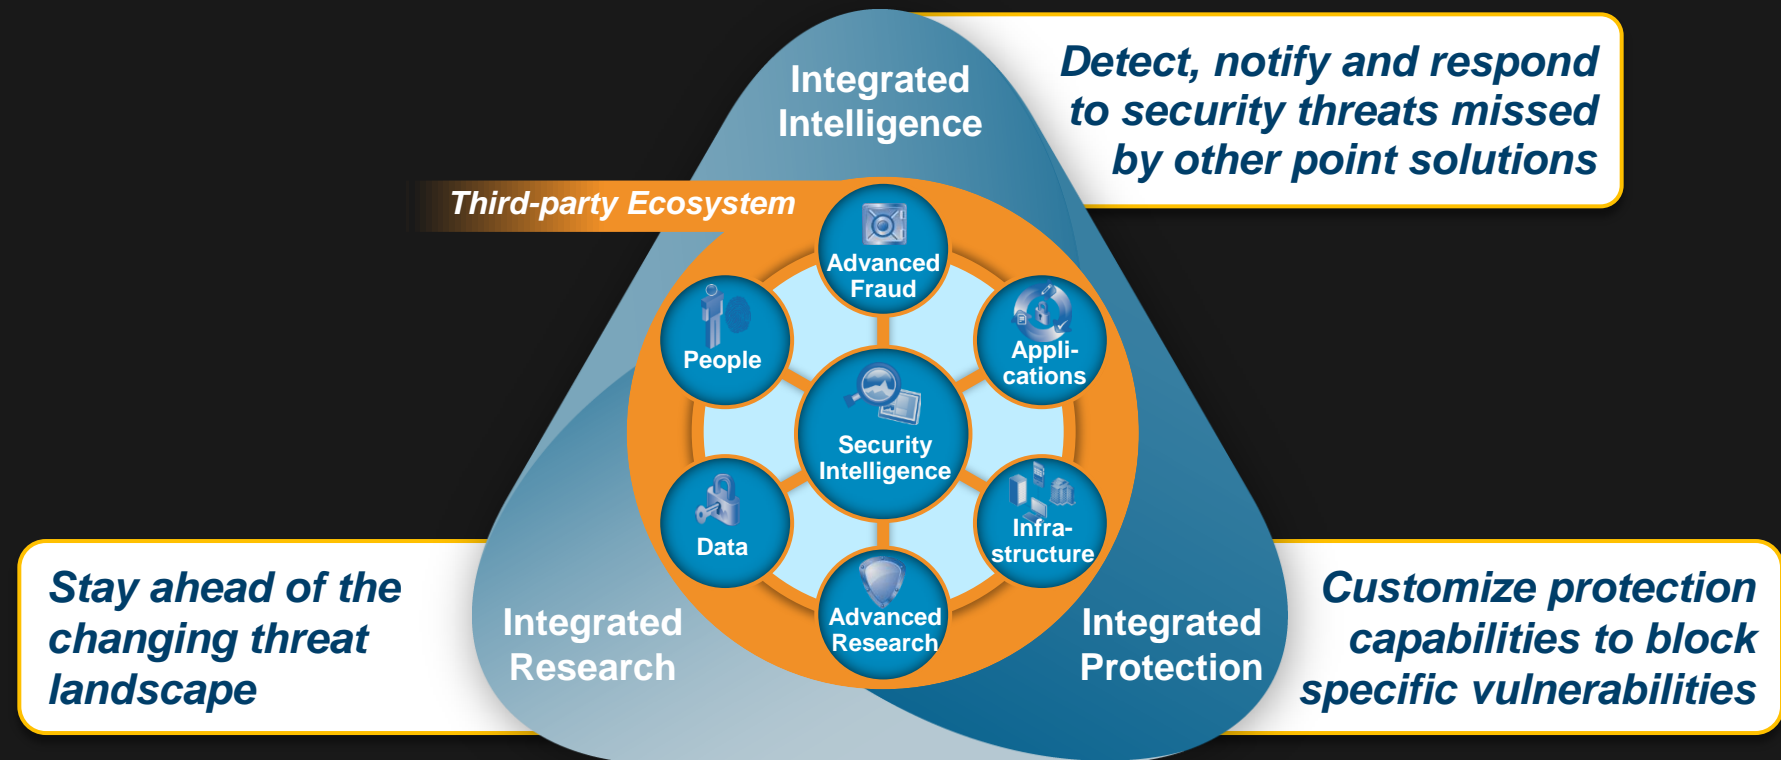 Integrated
Intelligence
Detect, notify and respond
to security threats missed
by other point solutions
Third-party Ecosystem
Advanced
Fraud
People
Appli-
cations
Security
Intelligence
Data
Infra-
structure
Advanced
Research
Integrated
Research
Integrated
Protection
Stay ahead of the
changing threat
landscape
Customize protection
capabilities to block
specific vulnerabilities